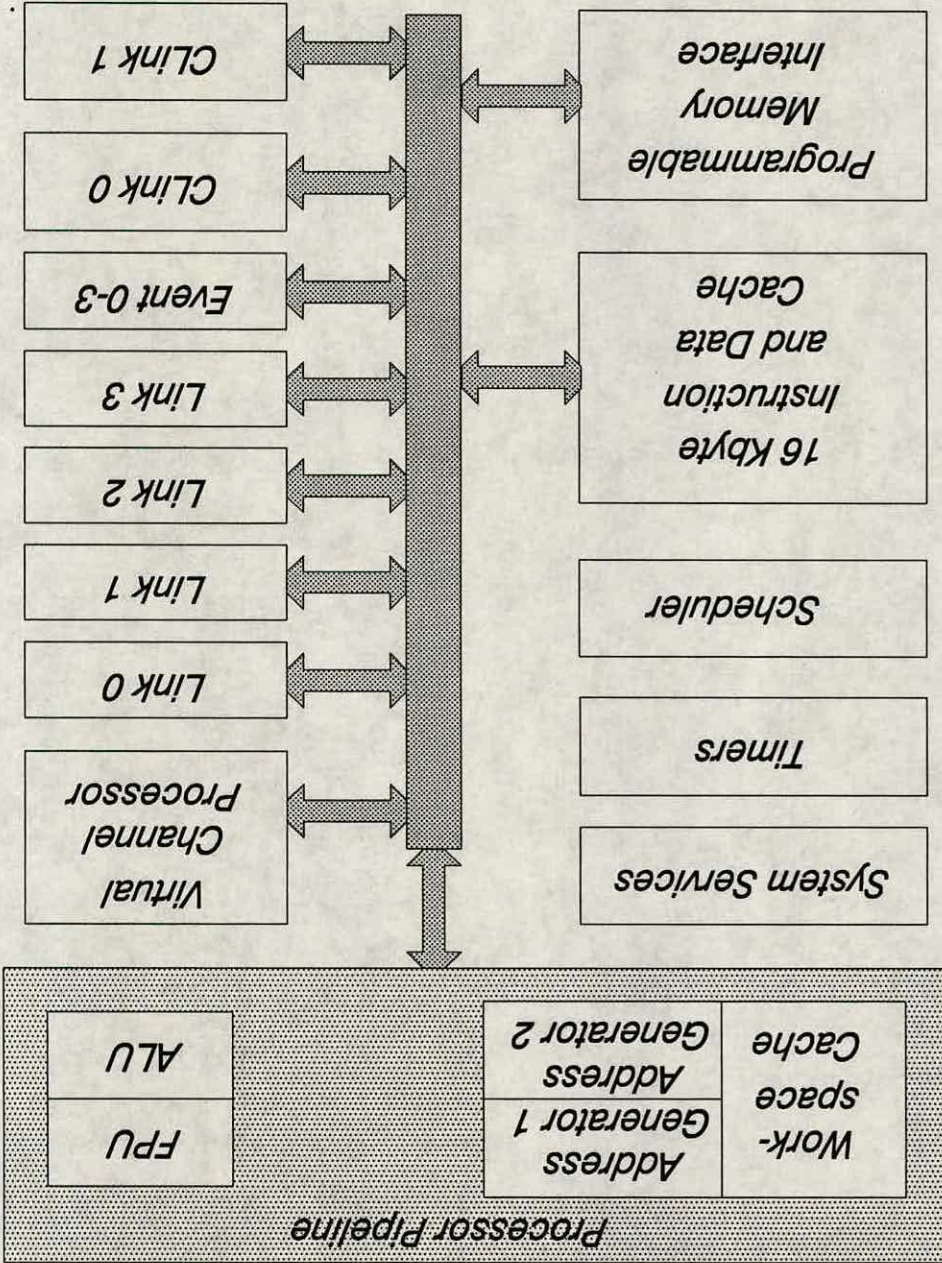 Processor Pipeline
Work-
space
Cache
Address
Generator 1
Address
Generator 2
FPU
ALU
System Services
Timers
Scheduler
16 Kbyte
Instruction
and Data
Cache
Programmable
Memory
Interface
Virtual
Channel
Processor
Link 0
Link 1
Link 2
Link 3
Event 0-3
CLink 0
CLink 1